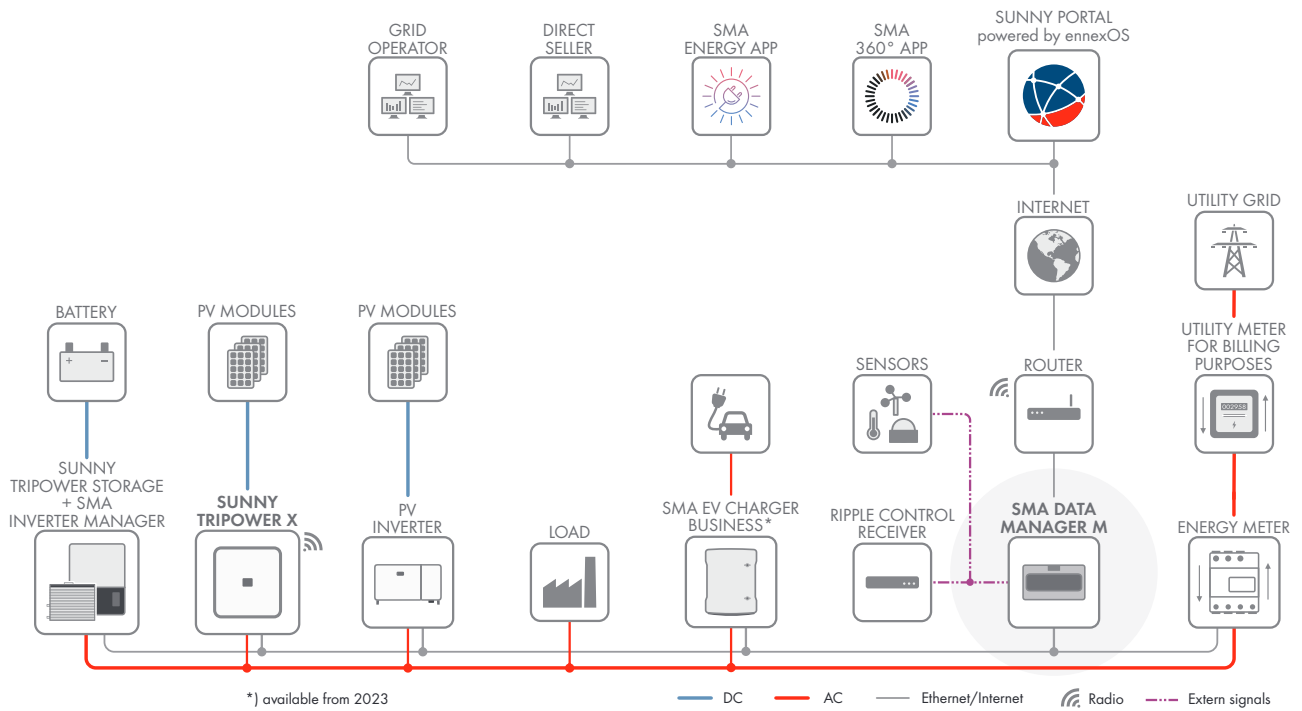 GRID
OPERATOR
DIRECT
SELLER
SMA
ENERGY APP
SMA
360° APP
SUNNY PORTAL
powered by ennexOS
INTERNET
UTILITY GRID
BATTERY
PV MODULES
PV MODULES
UTILITY METER
FOR BILLING
PURPOSES
SENSORS
ROUTER
SUNNY
TRIPOWER STORAGE
+ SMA
INVERTER MANAGER
SUNNY
TRIPOWER X
PV
INVERTER
LOAD
SMA EV CHARGER
BUSINESS*
RIPPLE CONTROL
RECEIVER
SMA DATA
MANAGER M
ENERGY METER
*) available from 2023
DC
AC
Ethernet/Internet
Radio
Extern signals